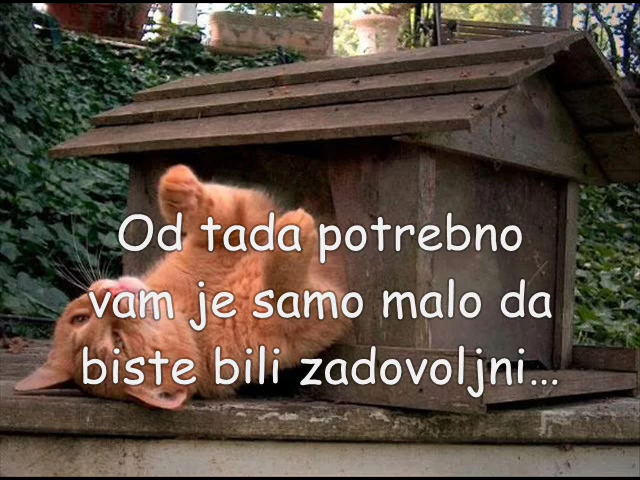 Od tada potrebno
vam je samo malo da
biste bili zadovoljni...